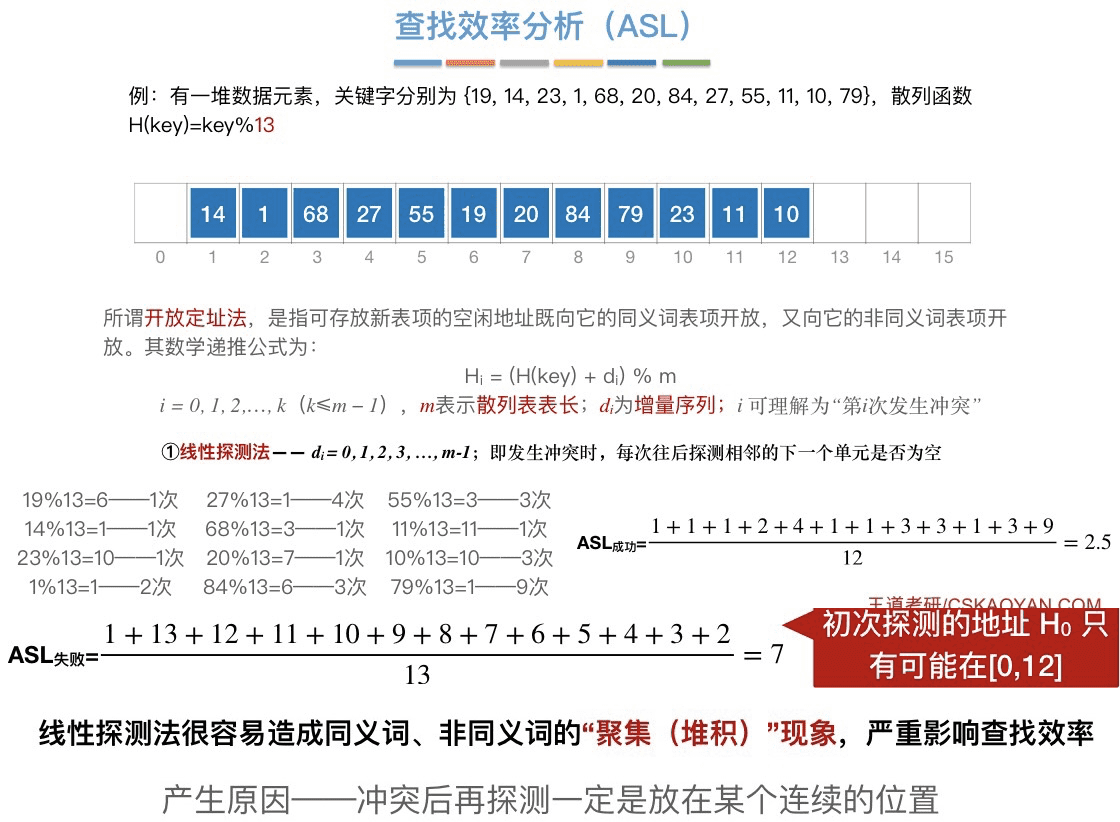 查找效率分析（ASL）
例：有一堆数据元素，关键字分别为 {19, 14, 23, 1, 68, 20, 84, 27, 55, 11, 10, 79}，散列函数
H(key)=key%13
14 1 68 27 55 19 20 84 79 23 11 10
0 1 2 3 4 5 6 7 8 9 10 11 12 13 14 15
所谓开放定址法，是指可存放新表项的空闲地址既向它的同义词表项开放，又向它的非同义词表项开
放。其数学递推公式为：
Hᵢ = (H(key) + dᵢ) % m
i = 0, 1, 2,…, k（k≤m − 1），m表示散列表表长；dᵢ为增量序列；i 可理解为“第i次发生冲突”
①线性探测法—— dᵢ = 0, 1, 2, 3, …, m-1；即发生冲突时，每次往后探测相邻的下一个单元是否为空
19%13=6——1次 27%13=1——4次 55%13=3——3次
14%13=1——1次 68%13=3——1次 11%13=11——1次
23%13=10——1次 20%13=7——1次 10%13=10——3次
1%13=1——2次 84%13=6——3次 79%13=1——9次
ASL成功= (1 + 1 + 1 + 2 + 4 + 1 + 1 + 3 + 3 + 1 + 3 + 9) / 12 = 2.5
王道考研/CSKAOYAN.COM
ASL失败= (1 + 13 + 12 + 11 + 10 + 9 + 8 + 7 + 6 + 5 + 4 + 3 + 2) / 13 = 7
初次探测的地址 H₀ 只
有可能在[0,12]
线性探测法很容易造成同义词、非同义词的“聚集（堆积）”现象，严重影响查找效率
产生原因——冲突后再探测一定是放在某个连续的位置